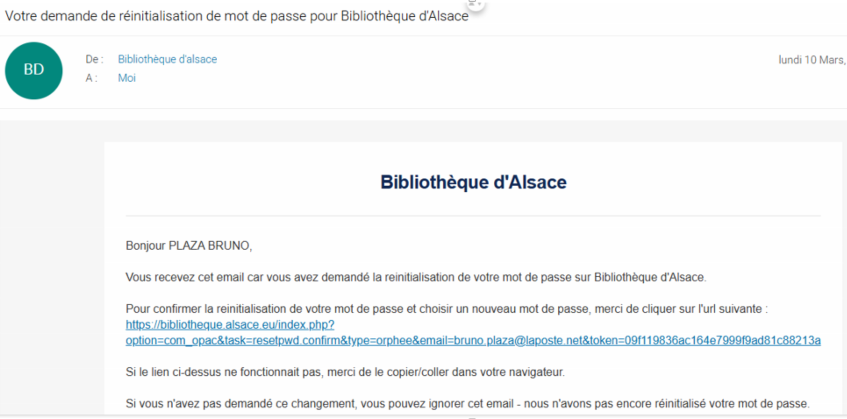 Votre demande de réinitialisation de mot de passe pour Bibliothèque d'Alsace
BD
De : Bibliothèque d'alsace
lundi 10 Mars,
A : Moi
Bibliothèque d'Alsace
Bonjour PLAZA BRUNO,
Vous recevez cet email car vous avez demandé la reinitialisation de votre mot de passe sur Bibliothèque d'Alsace.
Pour confirmer la reinitialisation de votre mot de passe et choisir un nouveau mot de passe, merci de cliquer sur l'url suivante :
https://bibliotheque.alsace.eu/index.php?
option=com_opac&task=resetpwd.confirm&type=orphee&email=bruno.plaza@laposte.net&token=09f119836ac164e7999f9ad81c88213a
Si le lien ci-dessus ne fonctionnait pas, merci de le copier/coller dans votre navigateur.
Si vous n'avez pas demandé ce changement, vous pouvez ignorer cet email - nous n'avons pas encore réinitialisé votre mot de passe.